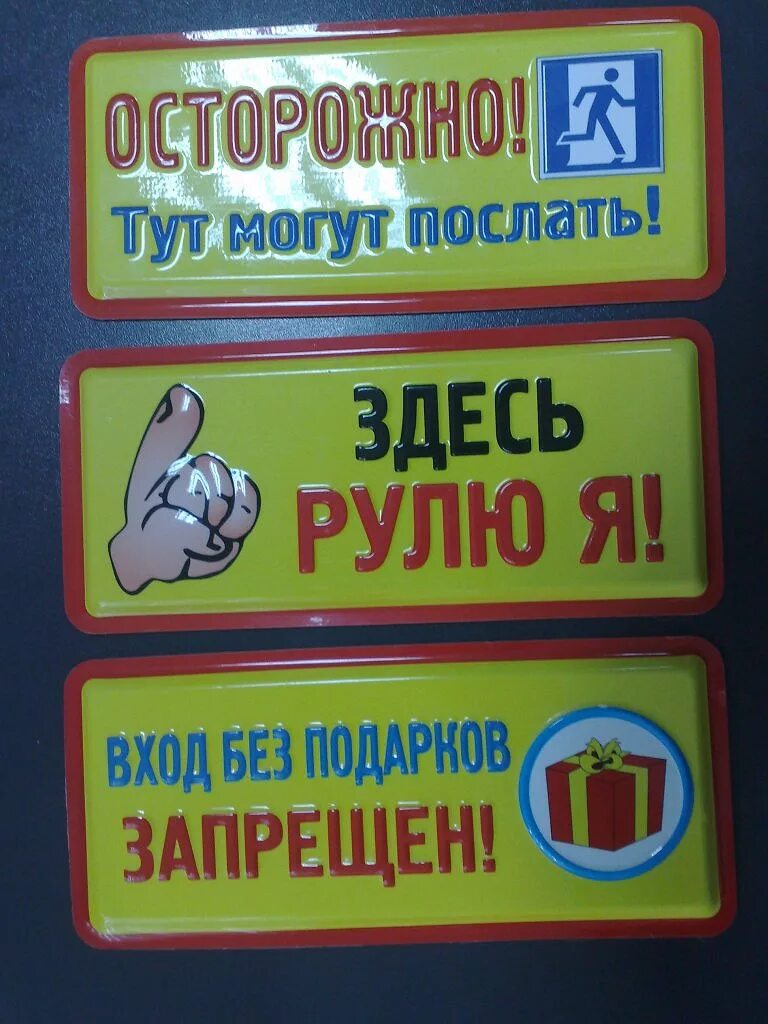 ОСТОРОЖНО!
Тут могут послать!
ЗДЕСЬ
РУЛЮ Я!
ВХОД БЕЗ ПОДАРКОВ
ЗАПРЕЩЕН!